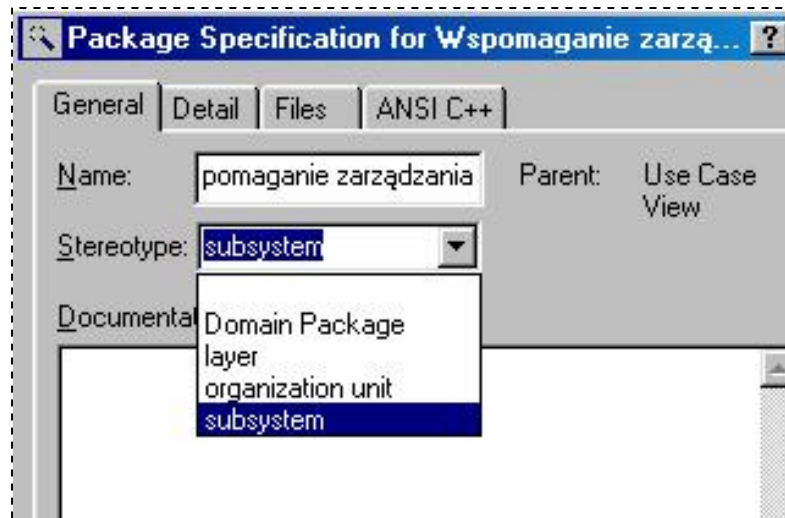 Package Specification for Wspomaganie zarzą... ?
General Detail Files ANSI C++
Name: pomaganie zarządzania Parent: Use Case
View
Stereotype: subsystem
Documentat
Domain Package
layer
organization unit
subsystem